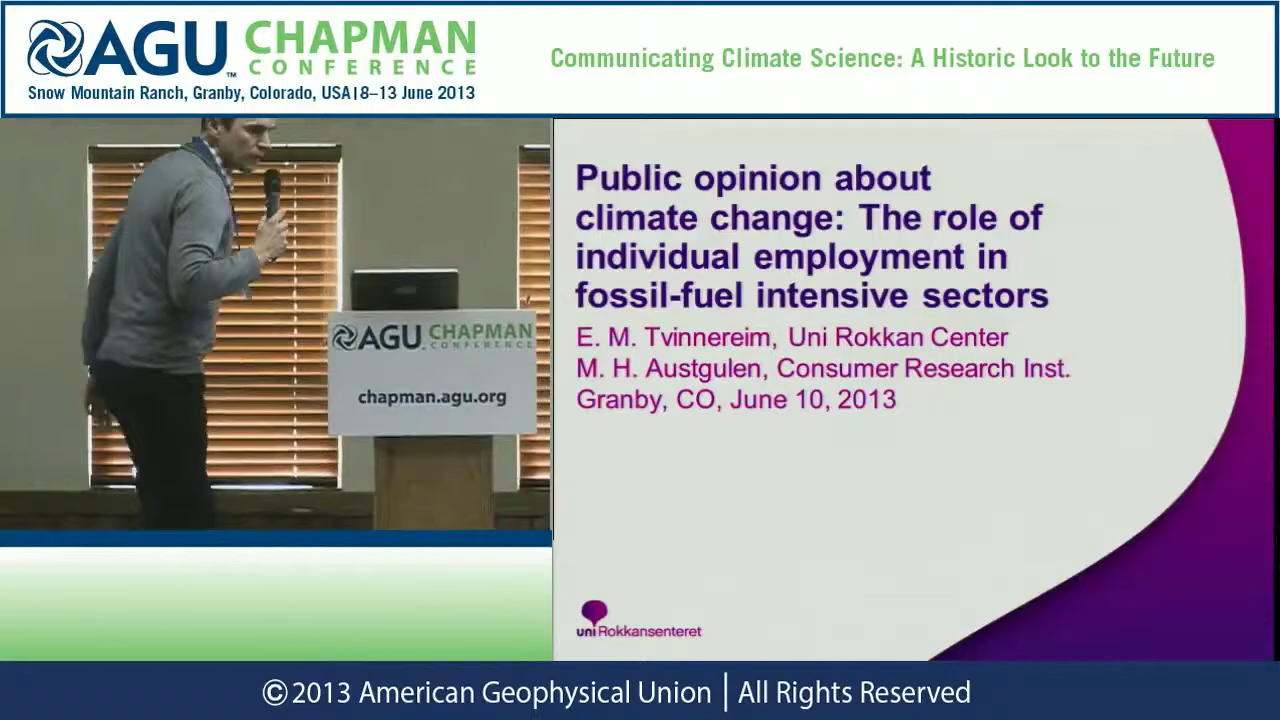 AGU™ CHAPMAN
CONFERENCE
Snow Mountain Ranch, Granby, Colorado, USA|8–13 June 2013
Communicating Climate Science: A Historic Look to the Future
AGU CHAPMAN
CONFERENCE
chapman.agu.org
Public opinion about
climate change: The role of
individual employment in
fossil-fuel intensive sectors
E. M. Tvinnereim, Uni Rokkan Center
M. H. Austgulen, Consumer Research Inst.
Granby, CO, June 10, 2013
uni Rokkansenteret
©2013 American Geophysical Union | All Rights Reserved